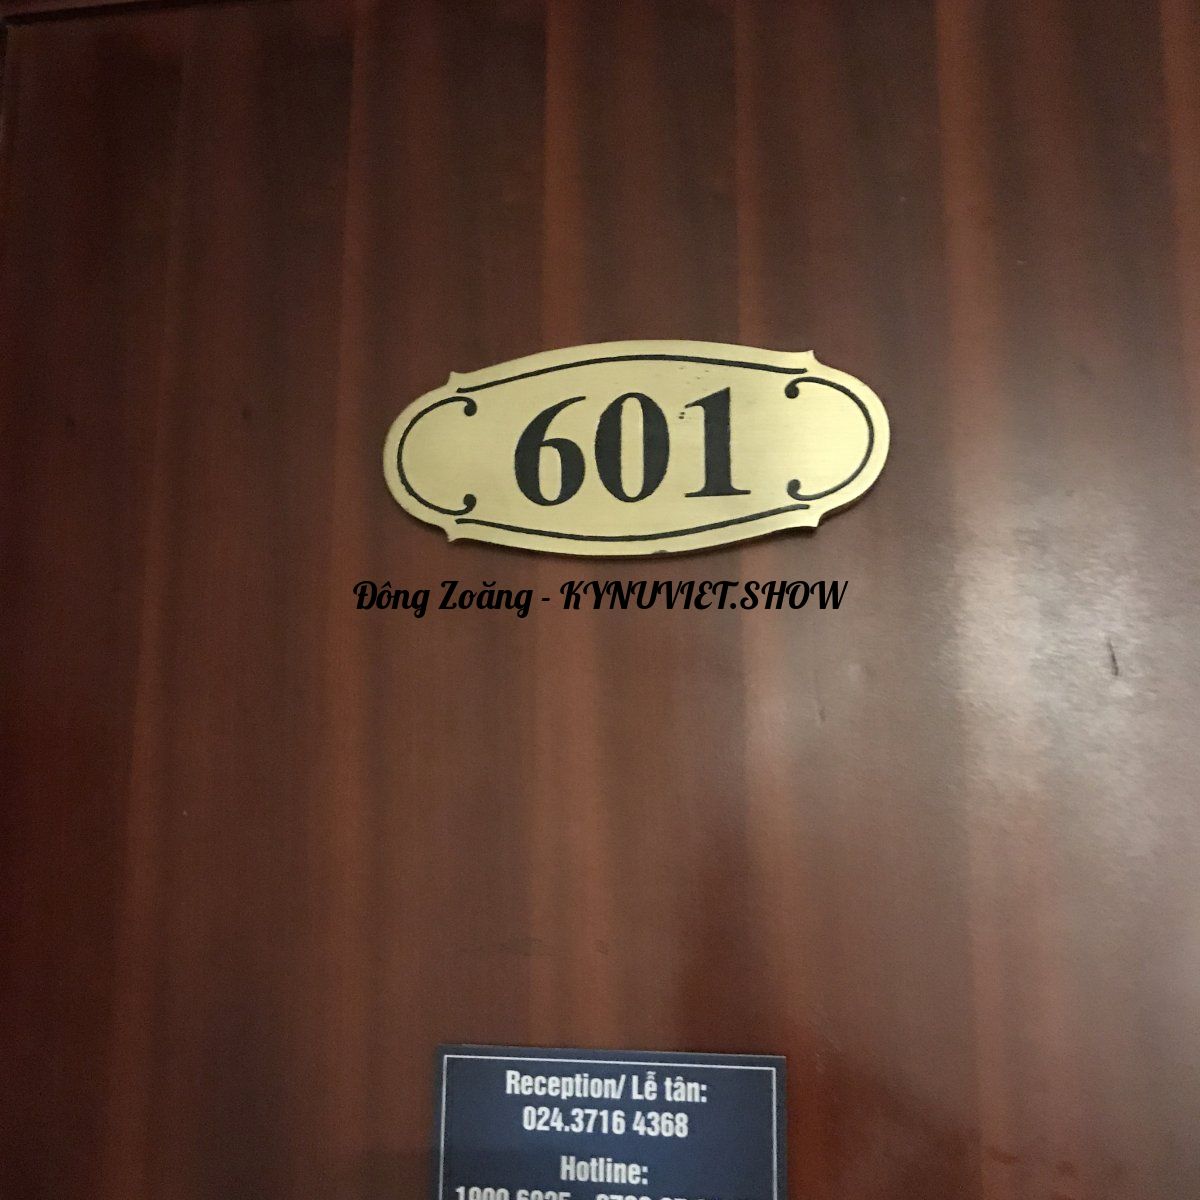 601
Đông Zoăng - KYNUVIET.SHOW
Reception/ Lễ tân:
024.3716 4368
Hotline: